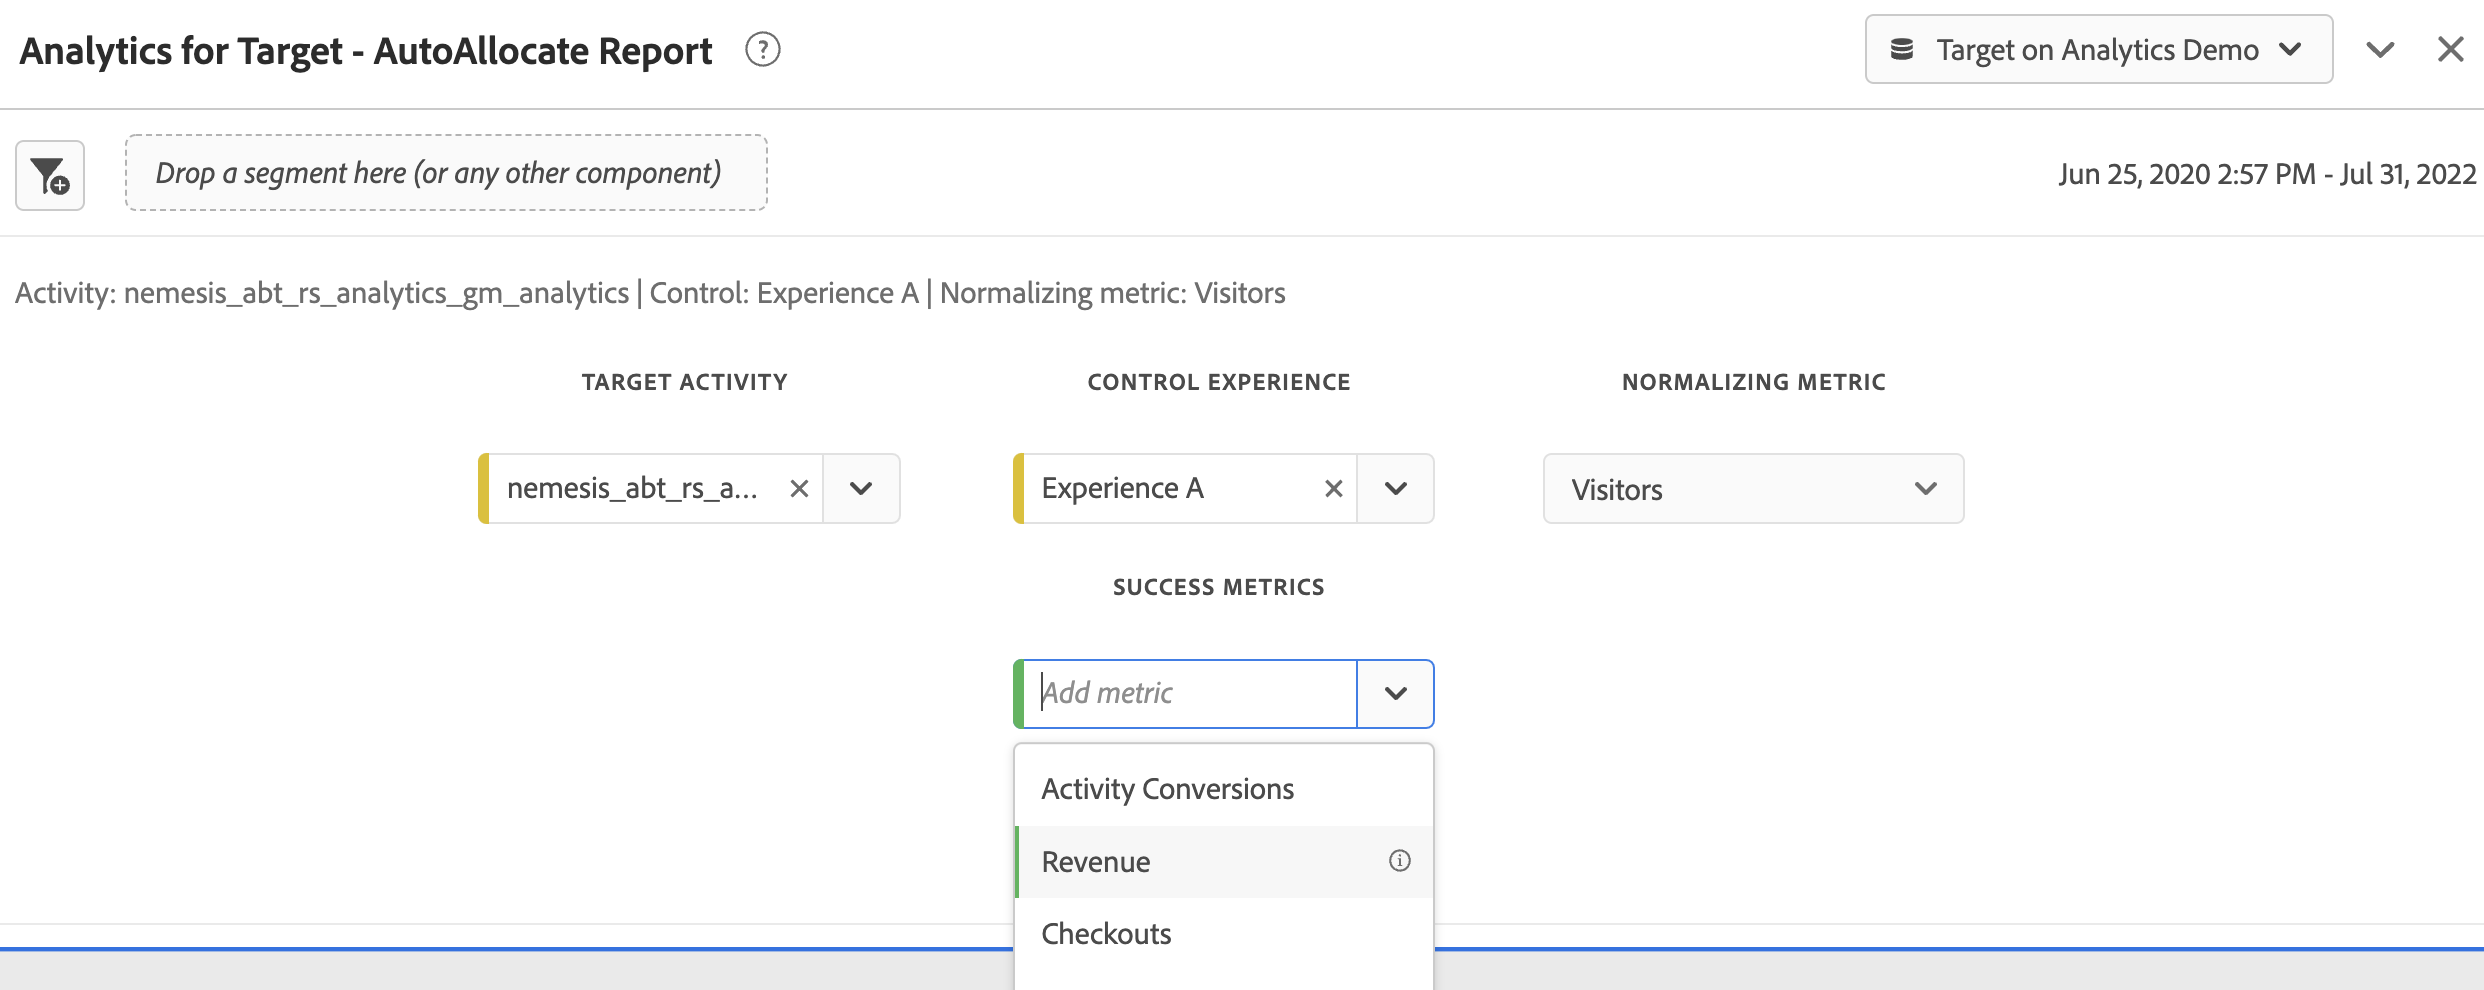 Analytics for Target - AutoAllocate Report
Target on Analytics Demo
Drop a segment here (or any other component)
Jun 25, 2020 2:57 PM - Jul 31, 2022
Activity: nemesis_abt_rs_analytics_gm_analytics | Control: Experience A | Normalizing metric: Visitors
TARGET ACTIVITY
CONTROL EXPERIENCE
NORMALIZING METRIC
nemesis_abt_rs_a...
Experience A
Visitors
SUCCESS METRICS
Add metric
Activity Conversions
Revenue
Checkouts